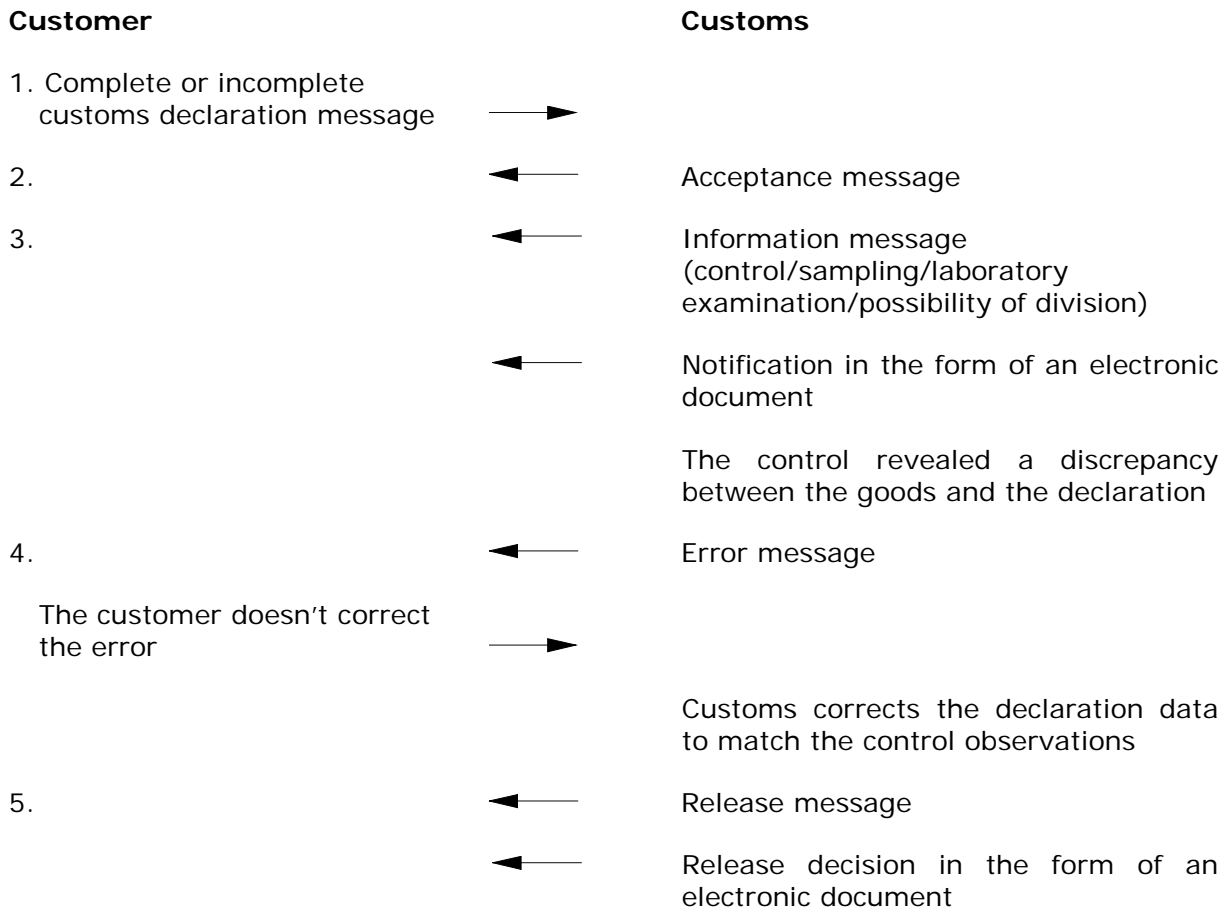 Customer Customs
1. Complete or incomplete
customs declaration message
2. Acceptance message
3. Information message
(control/sampling/laboratory
examination/possibility of division)
Notification in the form of an electronic
document
The control revealed a discrepancy
between the goods and the declaration
4. Error message
The customer doesn't correct
the error
Customs corrects the declaration data
to match the control observations
5. Release message
Release decision in the form of an
electronic document